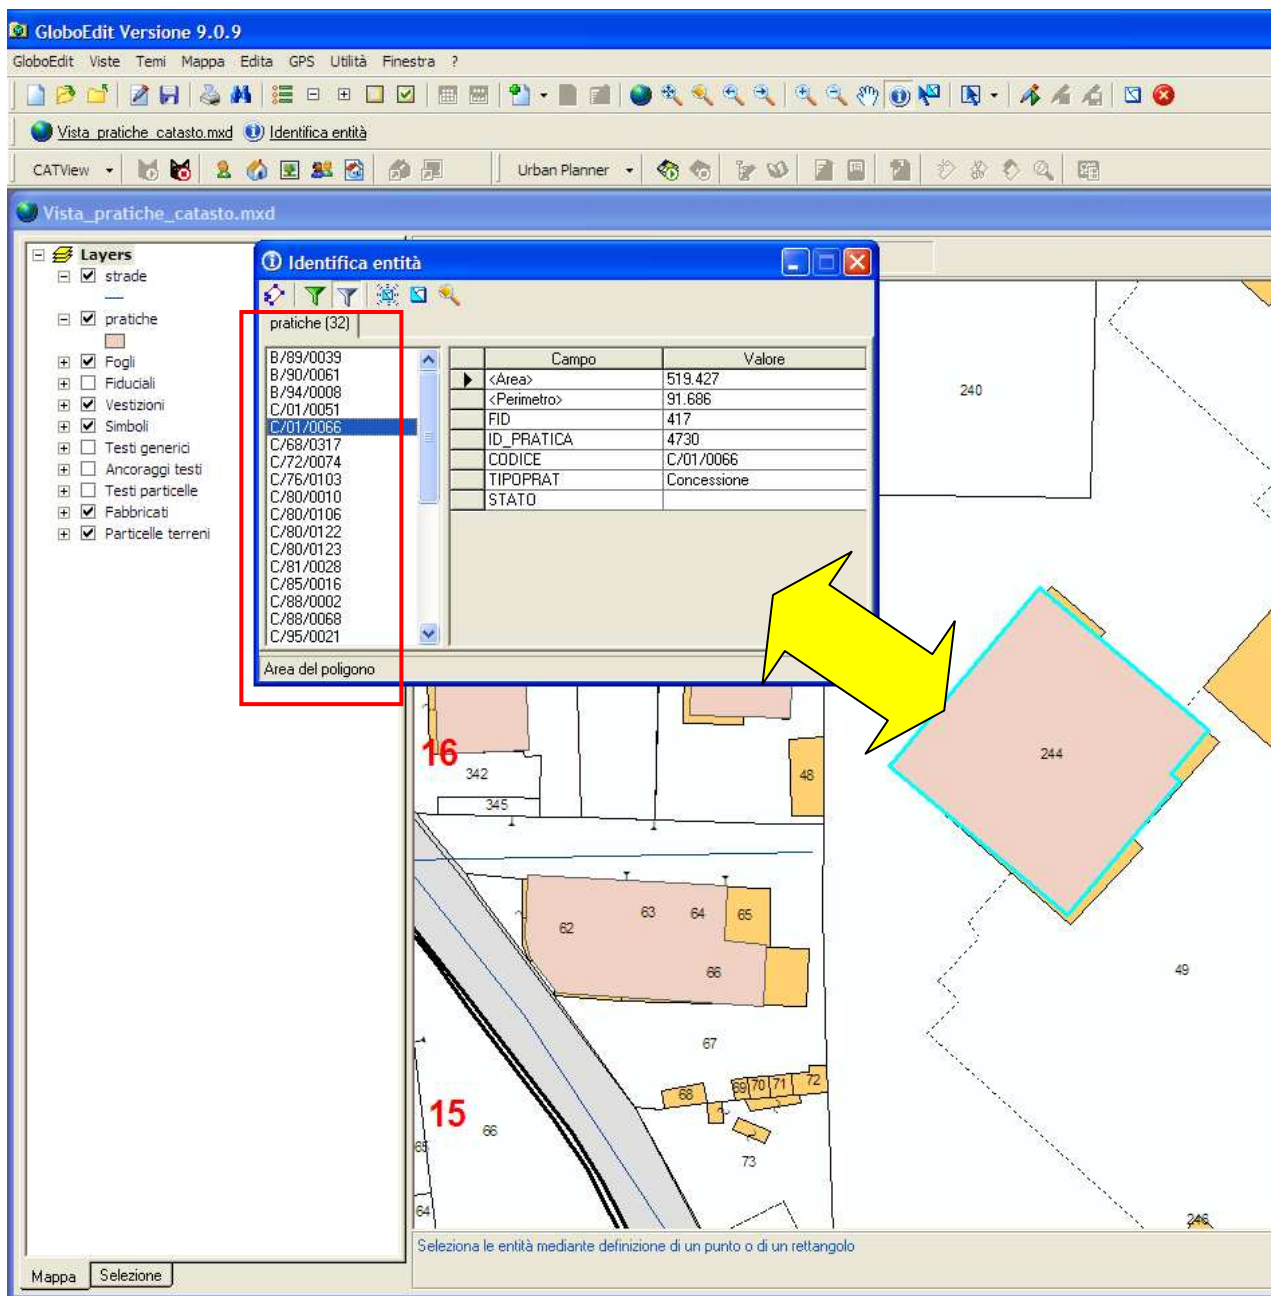 GloboEdit Versione 9.0.9
GloboEdit Viste Temi Mappa Edita GPS Utilità Finestra ?
Vista_pratiche_catasto.mxd Identifica entità
CATView Urban Planner
Vista_pratiche_catasto.mxd
Layers
strade
pratiche
Fogli
Fiduciali
Vestizioni
Simboli
Testi generici
Ancoraggi testi
Testi particelle
Fabbricati
Particelle terreni
Identifica entità
pratiche (32)
B/89/0039
B/90/0061
B/94/0008
C/01/0051
C/01/0066
C/68/0317
C/72/0074
C/76/0103
C/80/0010
C/80/0106
C/80/0122
C/80/0123
C/81/0028
C/85/0016
C/88/0002
C/88/0068
C/95/0021
Campo Valore
<Area> 519.427
<Perimetro> 91.686
FID 417
ID_PRATICA 4730
CODICE C/01/0066
TIPOPRAT Concessione
STATO
Area del poligono
240
244
16
342
345
48
62
63
64
65
66
49
67
68
69 70 71 72
15
66
65
73
64
246
Seleziona le entità mediante definizione di un punto o di un rettangolo
Mappa Selezione